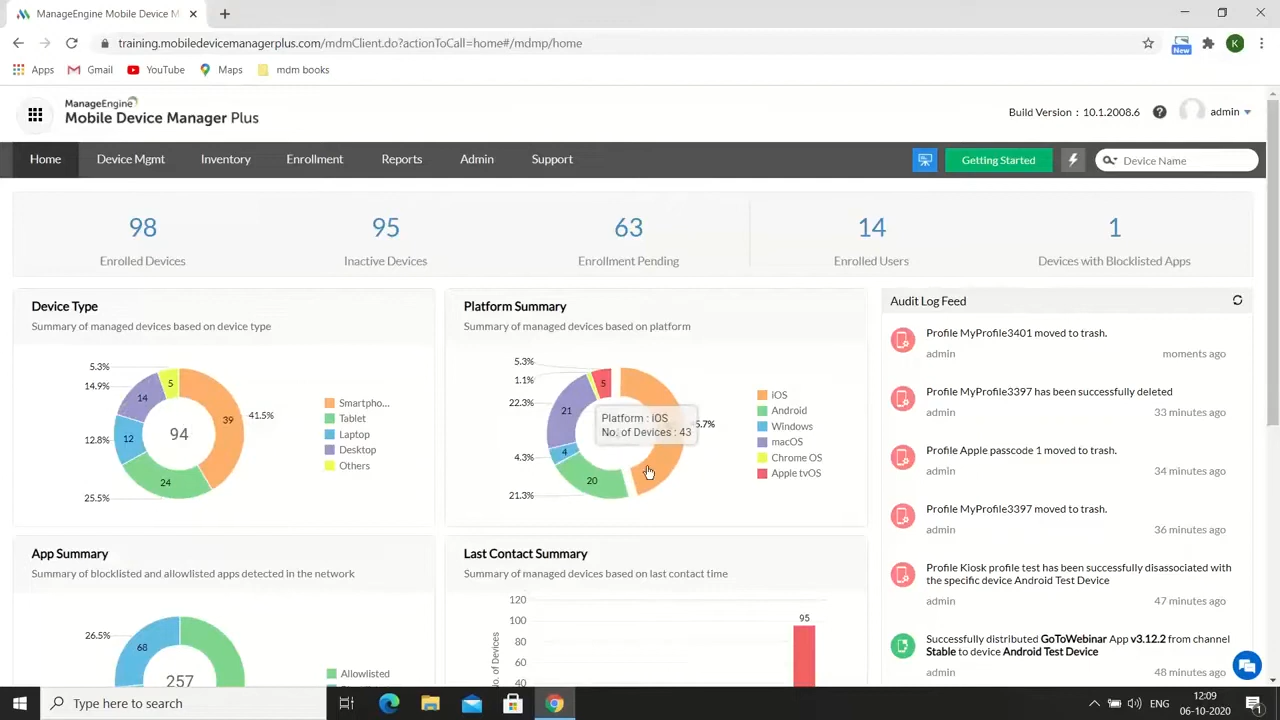 ManageEngine Mobile Device M
training.mobiledevicemanagerplus.com/mdmClient.do?actionToCall=home#/mdmp/home
New
K
Apps
Gmail
YouTube
Maps
mdm books
ManageEngine
Mobile Device Manager Plus
Build Version : 10.1.2008.6
admin
Home
Device Mgmt
Inventory
Enrollment
Reports
Admin
Support
Getting Started
Device Name
98
Enrolled Devices
95
Inactive Devices
63
Enrollment Pending
14
Enrolled Users
1
Devices with Blocklisted Apps
Device Type
Summary of managed devices based on device type
5.3%
14.9%
12.8%
25.5%
41.5%
5
14
12
24
39
94
Smartpho...
Tablet
Laptop
Desktop
Others
Platform Summary
Summary of managed devices based on platform
5.3%
1.1%
22.3%
4.3%
21.3%
5.7%
5
21
4
20
Platform : iOS
No. of Devices : 43
iOS
Android
Windows
macOS
Chrome OS
Apple tvOS
Audit Log Feed
Profile MyProfile3401 moved to trash.
admin
moments ago
Profile MyProfile3397 has been successfully deleted
admin
33 minutes ago
Profile Apple passcode 1 moved to trash.
admin
34 minutes ago
Profile MyProfile3397 moved to trash.
admin
36 minutes ago
Profile Kiosk profile test has been successfully disassociated with
the specific device Android Test Device
admin
47 minutes ago
Successfully distributed GoToWebinar App v3.12.2 from channel
Stable to device Android Test Device
admin
48 minutes ago
App Summary
Summary of blocklisted and allowlisted apps detected in the network
26.5%
68
257
Allowlisted
Last Contact Summary
Summary of managed devices based on last contact time
120
100
80
60
40
No. of Devices
95
Type here to search
ENG
12:09
06-10-2020
1